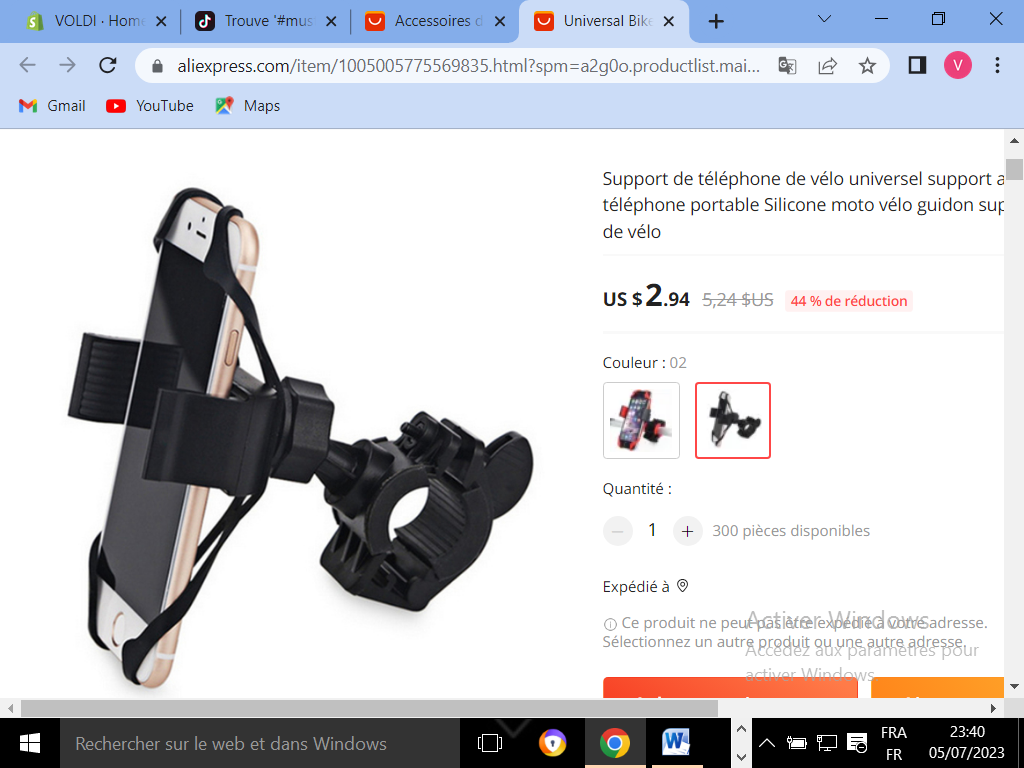 VOLDI · Hom
Trouve '#mus
Accessoires d
Universal Bike
aliexpress.com/item/1005005775569835.html?spm=a2g0o.productlist.mai...
V
Gmail
YouTube
Maps
Support de téléphone de vélo universel support a
téléphone portable Silicone moto vélo guidon sup
de vélo
US $2.94 5,24 $US 44 % de réduction
Couleur : 02
Quantité :
1 300 pièces disponibles
Expédié à
Ce produit ne peut pas être expédié à votre adresse.
Sélectionnez un autre produit ou une autre adresse.
Activer Windows
Accédez aux paramètres pour
activer Windows.
Rechercher sur le web et dans Windows
FRA
FR
23:40
05/07/2023